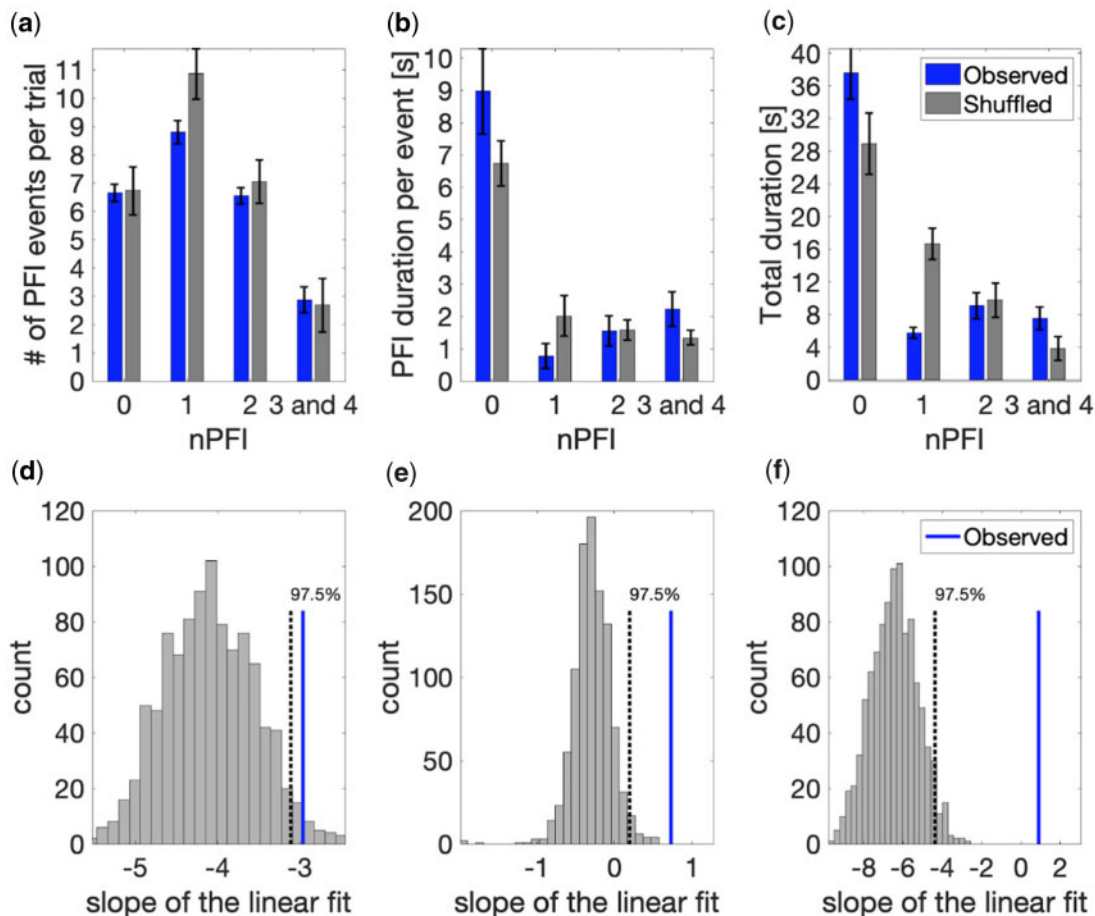 (a)
# of PFI events per trial
11
10
9
8
7
6
5
4
3
2
1
0
0 1 2 3 and 4
nPFI
(b)
PFI duration per event [s]
10
9
8
7
6
5
4
3
2
1
0
0 1 2 3 and 4
nPFI
(c)
Total duration [s]
40
36
32
28
24
20
16
12
8
4
0
Observed
Shuffled
0 1 2 3 and 4
nPFI
(d)
count
120
100
80
60
40
20
0
97.5%
-5 -4 -3
slope of the linear fit
(e)
count
200
150
100
50
0
97.5%
-1 0 1
slope of the linear fit
(f)
count
120
100
80
60
40
20
0
Observed
97.5%
-8 -6 -4 -2 0 2
slope of the linear fit